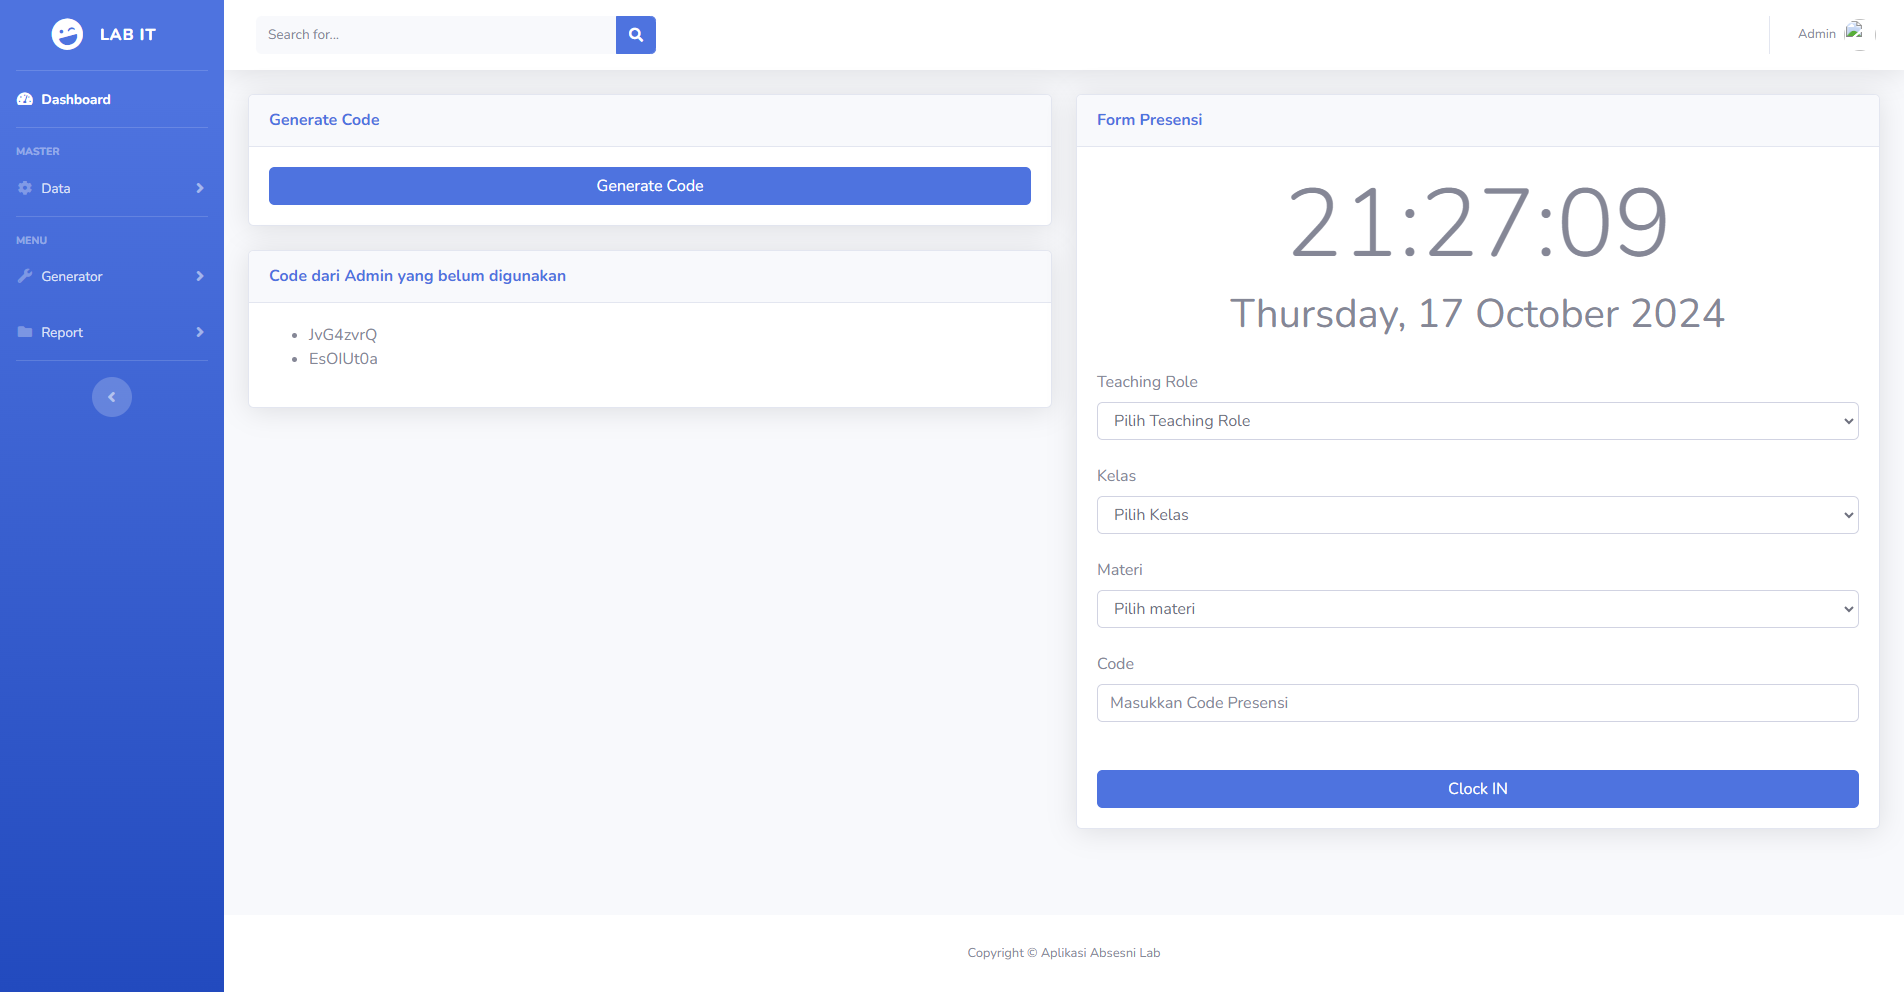 LAB IT
Dashboard
MASTER
Data
MENU
Generator
Report
Search for...
Admin
Generate Code
Generate Code
Code dari Admin yang belum digunakan
JvG4zvrQ
EsOIUt0a
Form Presensi
21:27:09
Thursday, 17 October 2024
Teaching Role
Pilih Teaching Role
Kelas
Pilih Kelas
Materi
Pilih materi
Code
Masukkan Code Presensi
Clock IN
Copyright © Aplikasi Absesni Lab